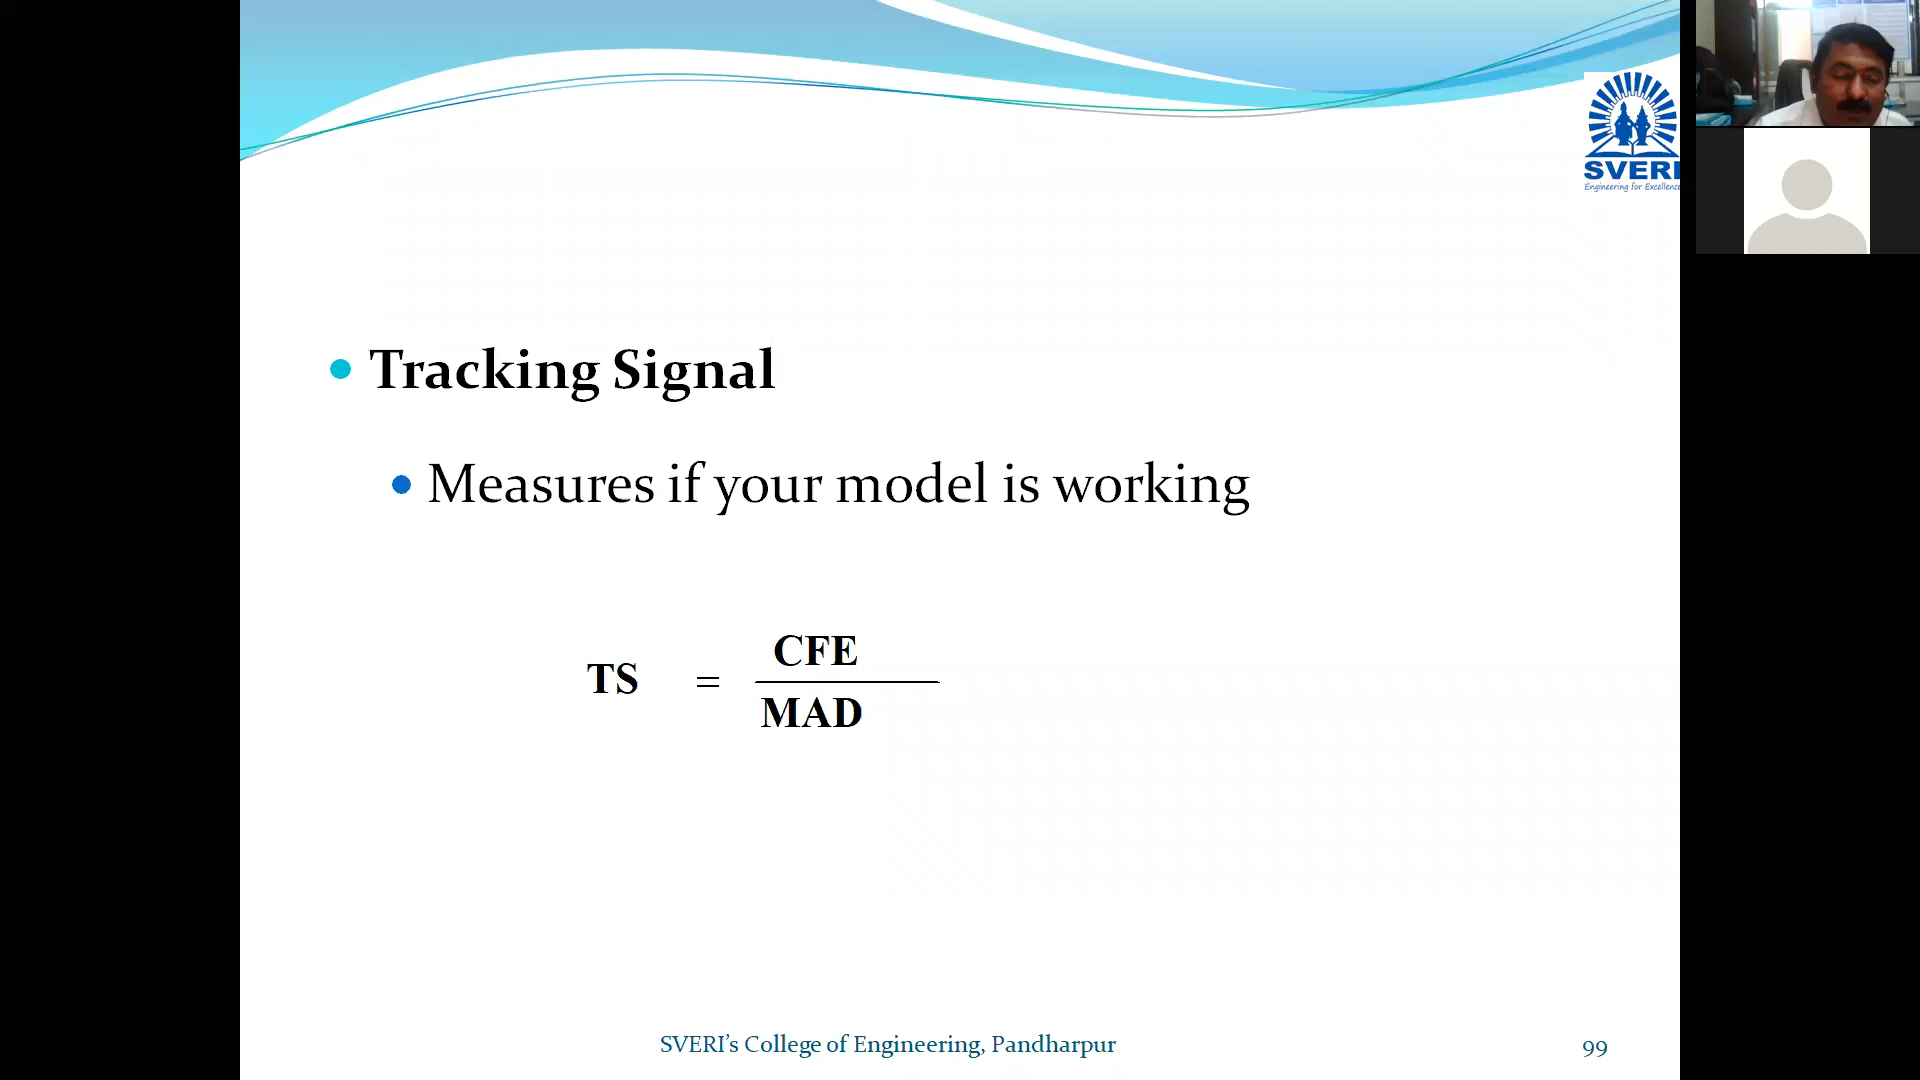 SVERI
Engineering for Excellence
Tracking Signal
Measures if your model is working
TS = CFE
MAD
SVERI's College of Engineering, Pandharpur
99